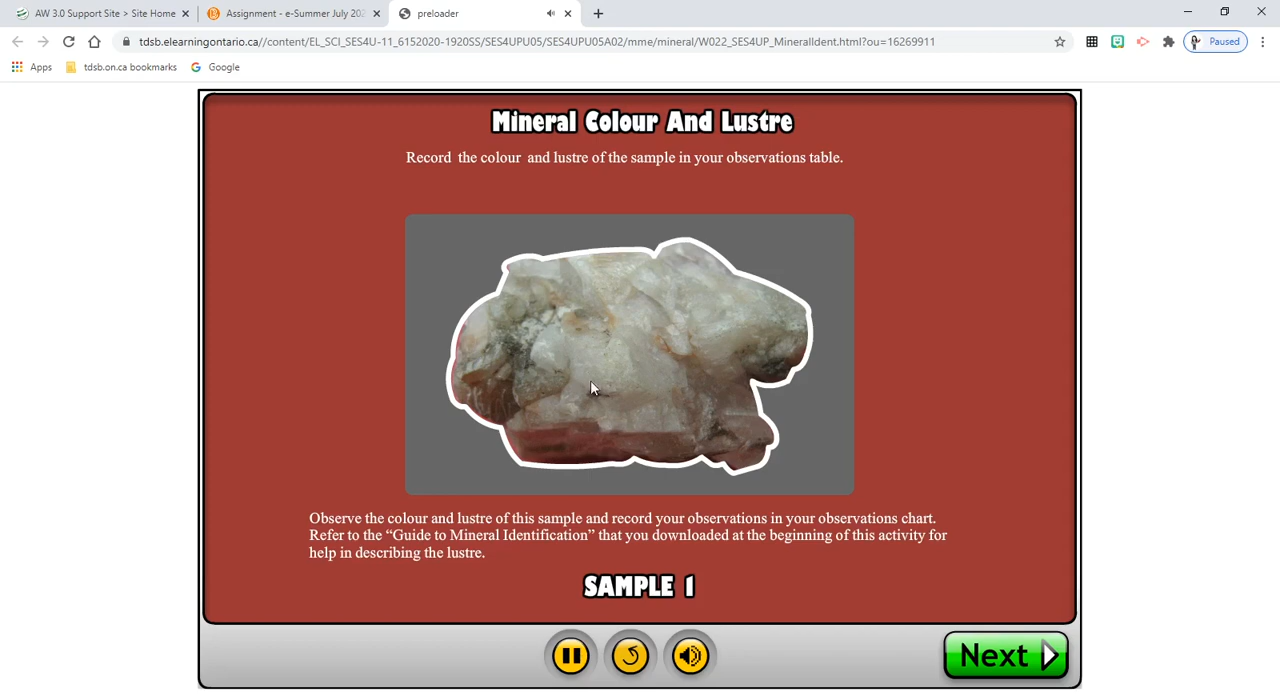 AW 3.0 Support Site > Site Home
Assignment - e-Summer July 202
preloader
tdsb.elearningontario.ca//content/EL_SCI_SES4U-11_6152020-1920SS/SES4UPU05/SES4UPU05A02/mme/mineral/W022_SES4UP_MineralIdent.html?ou=16269911
Paused
Apps
tdsb.on.ca bookmarks
Google
Mineral Colour And Lustre
Record the colour and lustre of the sample in your observations table.
Observe the colour and lustre of this sample and record your observations in your observations chart.
Refer to the “Guide to Mineral Identification” that you downloaded at the beginning of this activity for
help in describing the lustre.
SAMPLE 1
Next